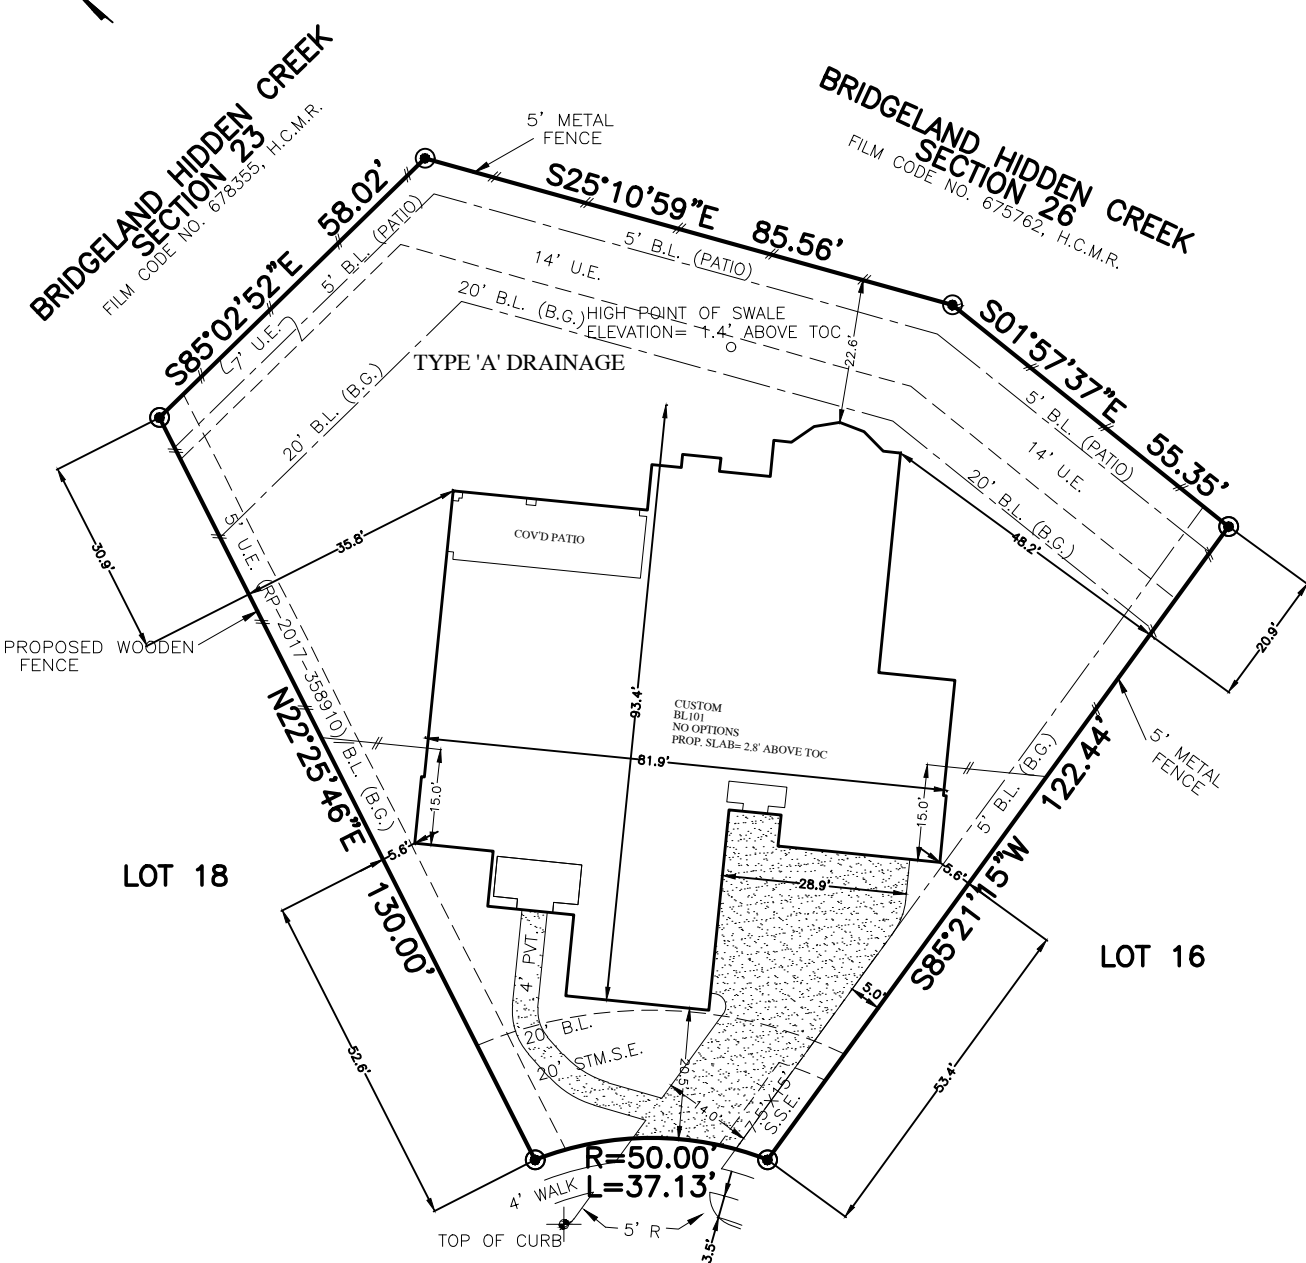 BRIDGELAND HIDDEN CREEK
SECTION 23
FILM CODE NO. 678355, H.C.M.R.
BRIDGELAND HIDDEN CREEK
SECTION 26
FILM CODE NO. 675762, H.C.M.R.
5' METAL
FENCE
S85°02'52"E 58.02'
S25°10'59"E 85.56'
S01°57'37"E 55.35'
5' B.L. (PATIO)
7' U.E.
20' B.L. (B.G.)
5' B.L. (PATIO)
14' U.E.
20' B.L. (B.G.)
HIGH POINT OF SWALE
ELEVATION= 1.4' ABOVE TOC
TYPE 'A' DRAINAGE
22.6'
5' B.L. (PATIO)
14' U.E.
20' B.L. (B.G.)
30.9'
35.8'
COV'D PATIO
48.2'
20.9'
PROPOSED WOODEN
FENCE
5' U.E. (RP-2017-358910) B.L. (B.G.)
N22°25'46"E 130.00'
93.4'
CUSTOM
BL101
NO OPTIONS
PROP. SLAB= 2.8' ABOVE TOC
81.9'
15.0'
15.0'
5' B.L. (B.G.)
S85°21'15"W 122.44'
5' METAL
FENCE
5.6'
5.6'
LOT 18
LOT 16
28.9'
4' PVT.
5.0'
52.6'
53.4'
20' B.L.
20' STM.S.E.
20.5'
14.0'
7.5'X15'
S.S.E.
R=50.00'
L=37.13'
4' WALK
5' R
TOP OF CURB
3.5'